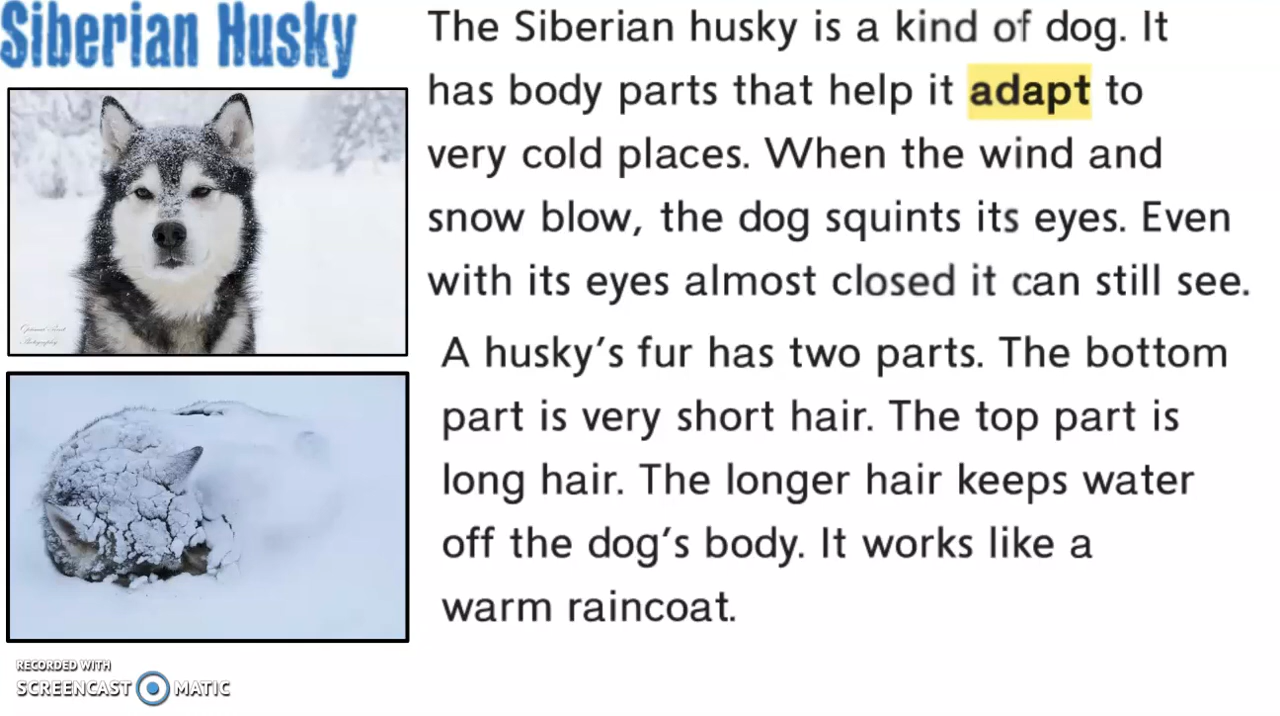 Siberian Husky
The Siberian husky is a kind of dog. It
has body parts that help it adapt to
very cold places. When the wind and
snow blow, the dog squints its eyes. Even
with its eyes almost closed it can still see.
A husky's fur has two parts. The bottom
part is very short hair. The top part is
long hair. The longer hair keeps water
off the dog's body. It works like a
warm raincoat.
Photography
RECORDED WITH
SCREENCAST MATIC